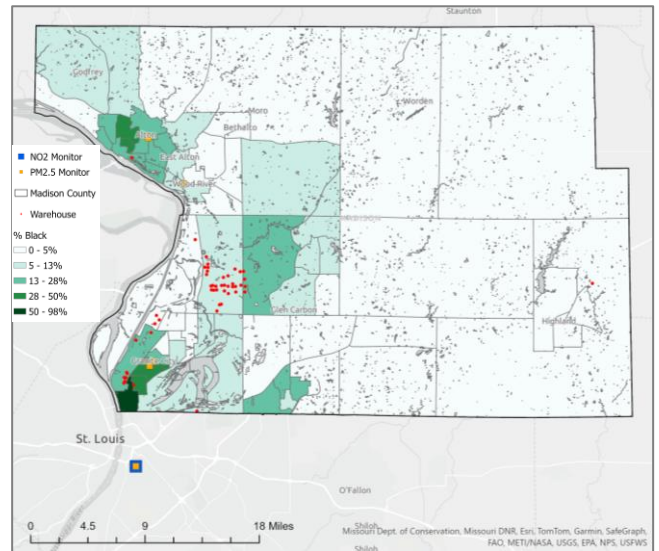 Staunton
Godfrey
Worden
Moro
Bethalto
Alton
East Alton
Wood River
NO2 Monitor
PM2.5 Monitor
Madison County
Warehouse
% Black
0 - 5%
5 - 13%
13 - 28%
28 - 50%
50 - 98%
Glen Carbon
Highland
St. Louis
O'Fallon
0 4.5 9 18 Miles
Shiloh
Missouri Dept. of Conservation, Missouri DNR, Esri, TomTom, Garmin, SafeGraph,
FAO, METI/NASA, USGS, EPA, NPS, USFWS
Shiloh